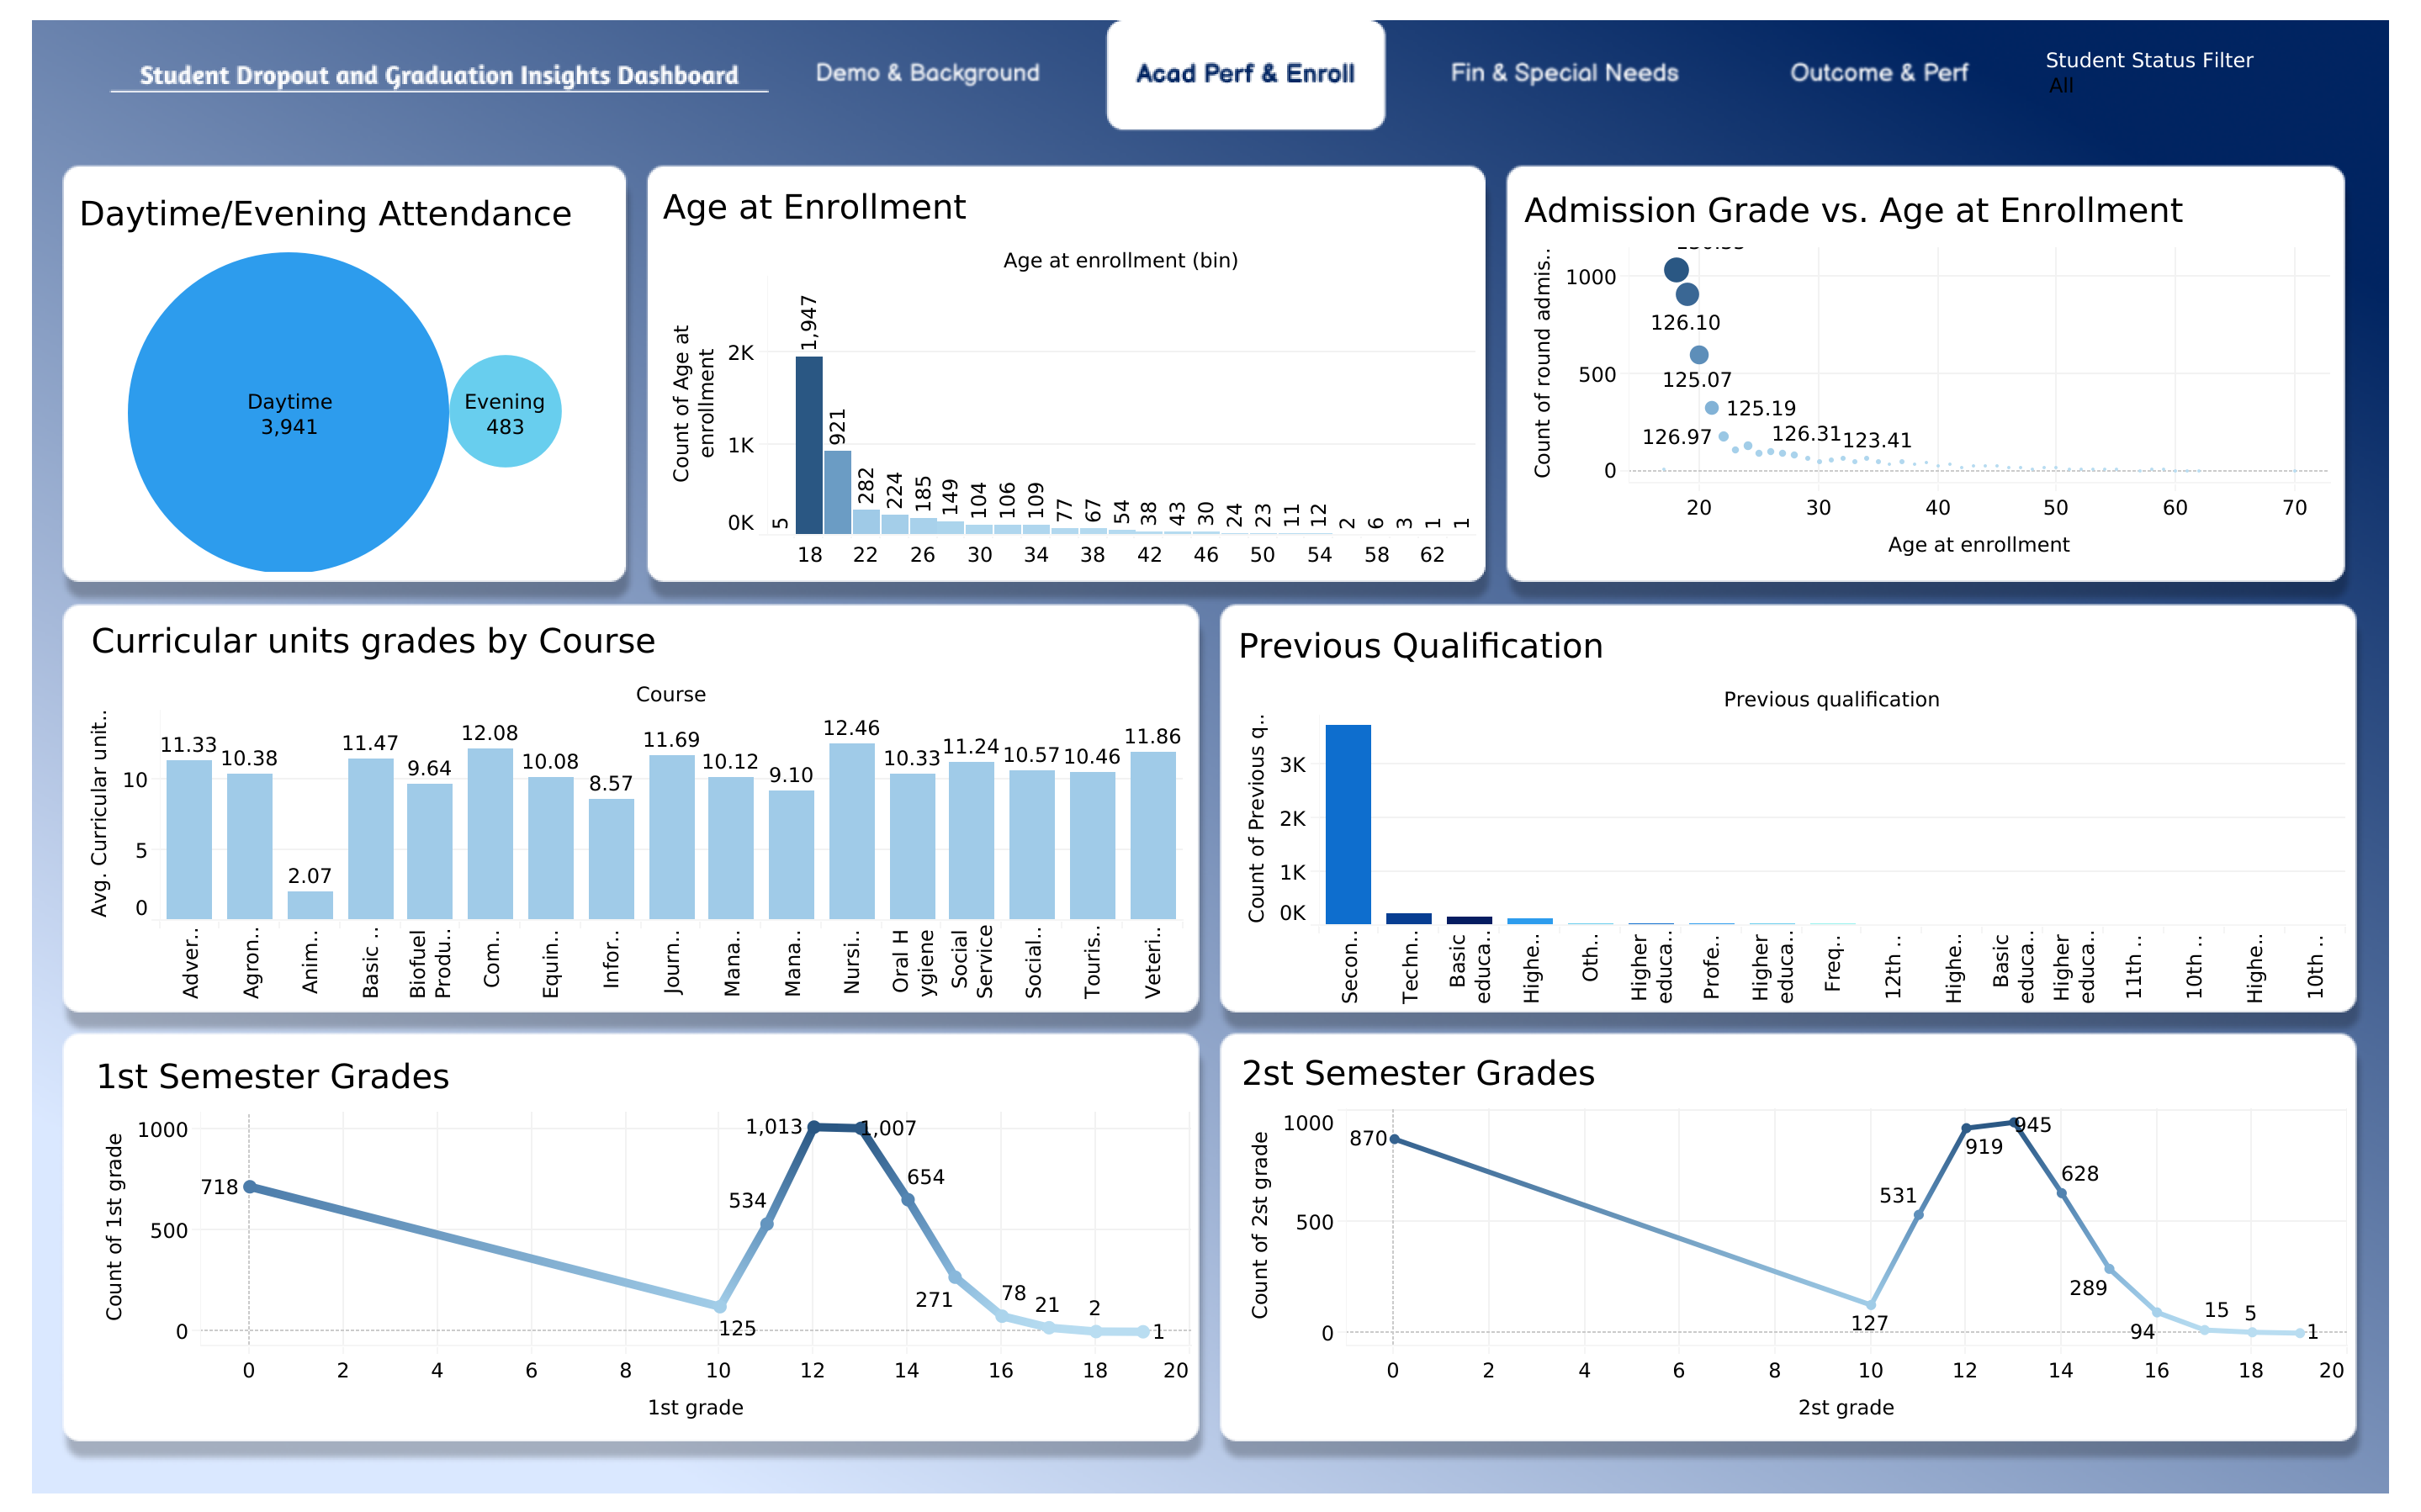 Student Dropout and Graduation Insights Dashboard
Demo & Background
Acad Perf & Enroll
Fin & Special Needs
Outcome & Perf
Student Status Filter
All
Daytime/Evening Attendance
Daytime
3,941
Evening
483
Age at Enrollment
Age at enrollment (bin)
Count of Age at
enrollment
2K
1K
0K
5
1,947
921
282
224
185
149
104
106
109
77
67
54
38
43
30
24
23
11
12
2
6
3
1
1
18 22 26 30 34 38 42 46 50 54 58 62
Admission Grade vs. Age at Enrollment
Count of round admis..
1000
500
0
126.10
125.07
125.19
126.97
126.31
123.41
20 30 40 50 60 70
Age at enrollment
Curricular units grades by Course
Course
Avg. Curricular unit..
10
5
0
11.33
10.38
2.07
11.47
9.64
12.08
10.08
8.57
11.69
10.12
9.10
12.46
10.33
11.24
10.57
10.46
11.86
Adver..
Agron..
Anim..
Basic ..
Biofuel
Produ..
Com..
Equin..
Infor..
Journ..
Mana..
Mana..
Nursi..
Oral H
ygiene
Social
Service
Social..
Touris..
Veteri..
Previous Qualification
Previous qualification
Count of Previous q..
3K
2K
1K
0K
Secon..
Techn..
Basic
educa..
Highe..
Oth..
Higher
educa..
Profe..
Higher
educa..
Freq..
12th ..
Highe..
Basic
educa..
Higher
educa..
11th ..
10th ..
Highe..
10th ..
1st Semester Grades
Count of 1st grade
1000
500
0
718
125
534
1,013
1,007
654
271
78
21
2
1
0 2 4 6 8 10 12 14 16 18 20
1st grade
2st Semester Grades
Count of 2st grade
1000
500
0
870
127
531
919
945
628
289
94
15
5
1
0 2 4 6 8 10 12 14 16 18 20
2st grade